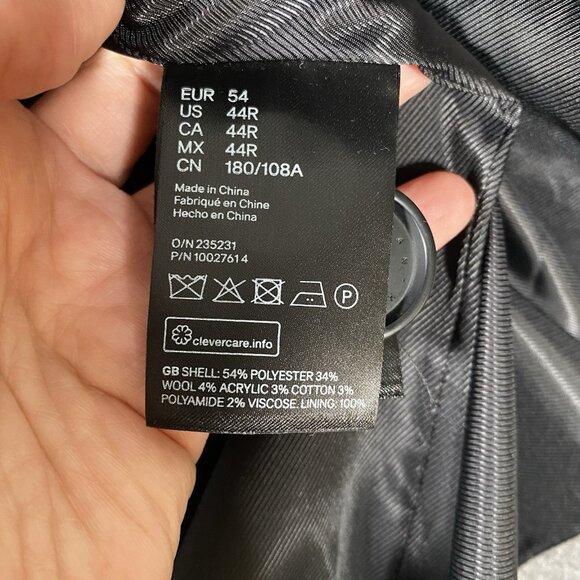 EUR 54
US 44R
CA 44R
MX 44R
CN 180/108A
Made in China
Fabriqué en Chine
Hecho en China
O/N 235231
P/N 1002761 4
P
clevercare.info
GB SHELL: 54% POLYESTER 34%
WOOL 4% ACRYLIC 3% COTTON 3%
POLYAMIDE 2% VISCOSE. LINING: 100%